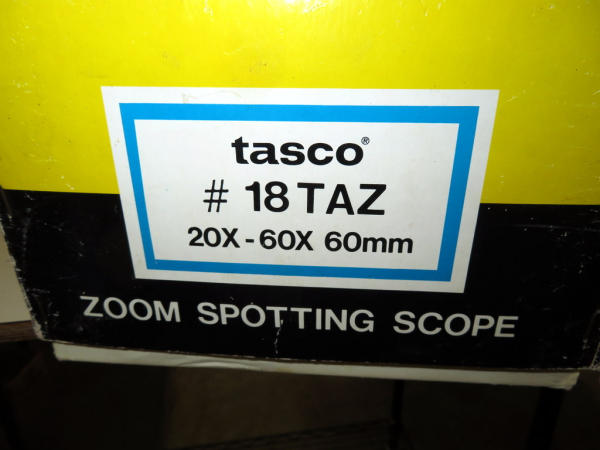 tasco®
# 18 TAZ
20X - 60X 60mm
ZOOM SPOTTING SCOPE